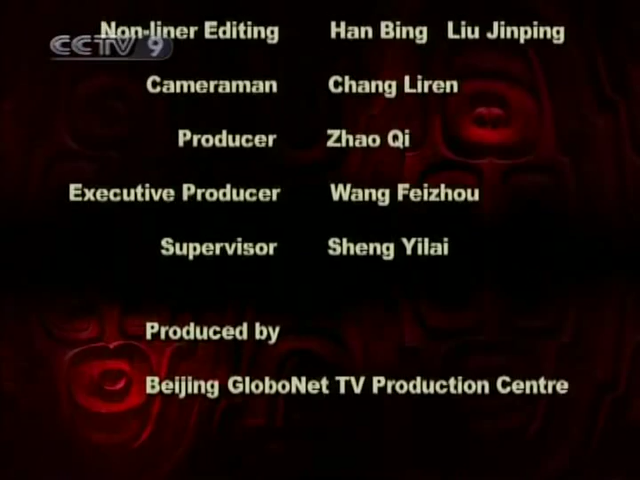 Non-liner Editing Han Bing Liu Jinping
CCTV 9
Cameraman Chang Liren
Producer Zhao Qi
Executive Producer Wang Feizhou
Supervisor Sheng Yilai
Produced by
Beijing GloboNet TV Production Centre